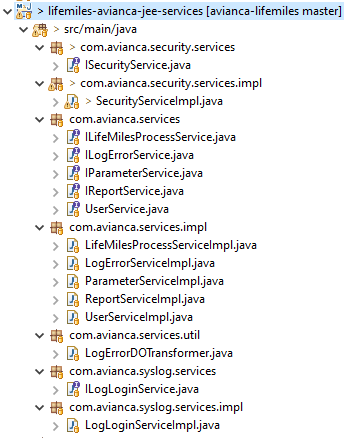 > lifemiles-avianca-jee-services [avianca-lifemiles master]
> src/main/java
> com.avianca.security.services
ISecurityService.java
> com.avianca.security.services.impl
> SecurityServiceImpl.java
com.avianca.services
ILifeMilesProcessService.java
ILogErrorService.java
IParameterService.java
IReportService.java
UserService.java
com.avianca.services.impl
LifeMilesProcessServiceImpl.java
LogErrorServiceImpl.java
ParameterServiceImpl.java
ReportServiceImpl.java
UserServiceImpl.java
com.avianca.services.util
LogErrorDOTransformer.java
com.avianca.syslog.services
ILogLoginService.java
com.avianca.syslog.services.impl
LogLoginServiceImpl.java